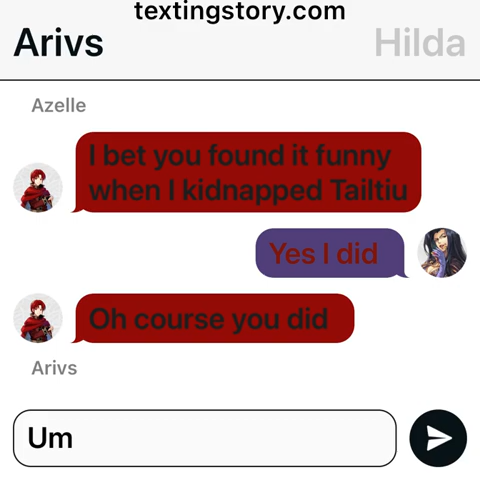 textingstory.com
Arivs Hilda
Azelle
I bet you found it funny
when I kidnapped Tailtiu
Yes I did
Oh course you did
Arivs
Um